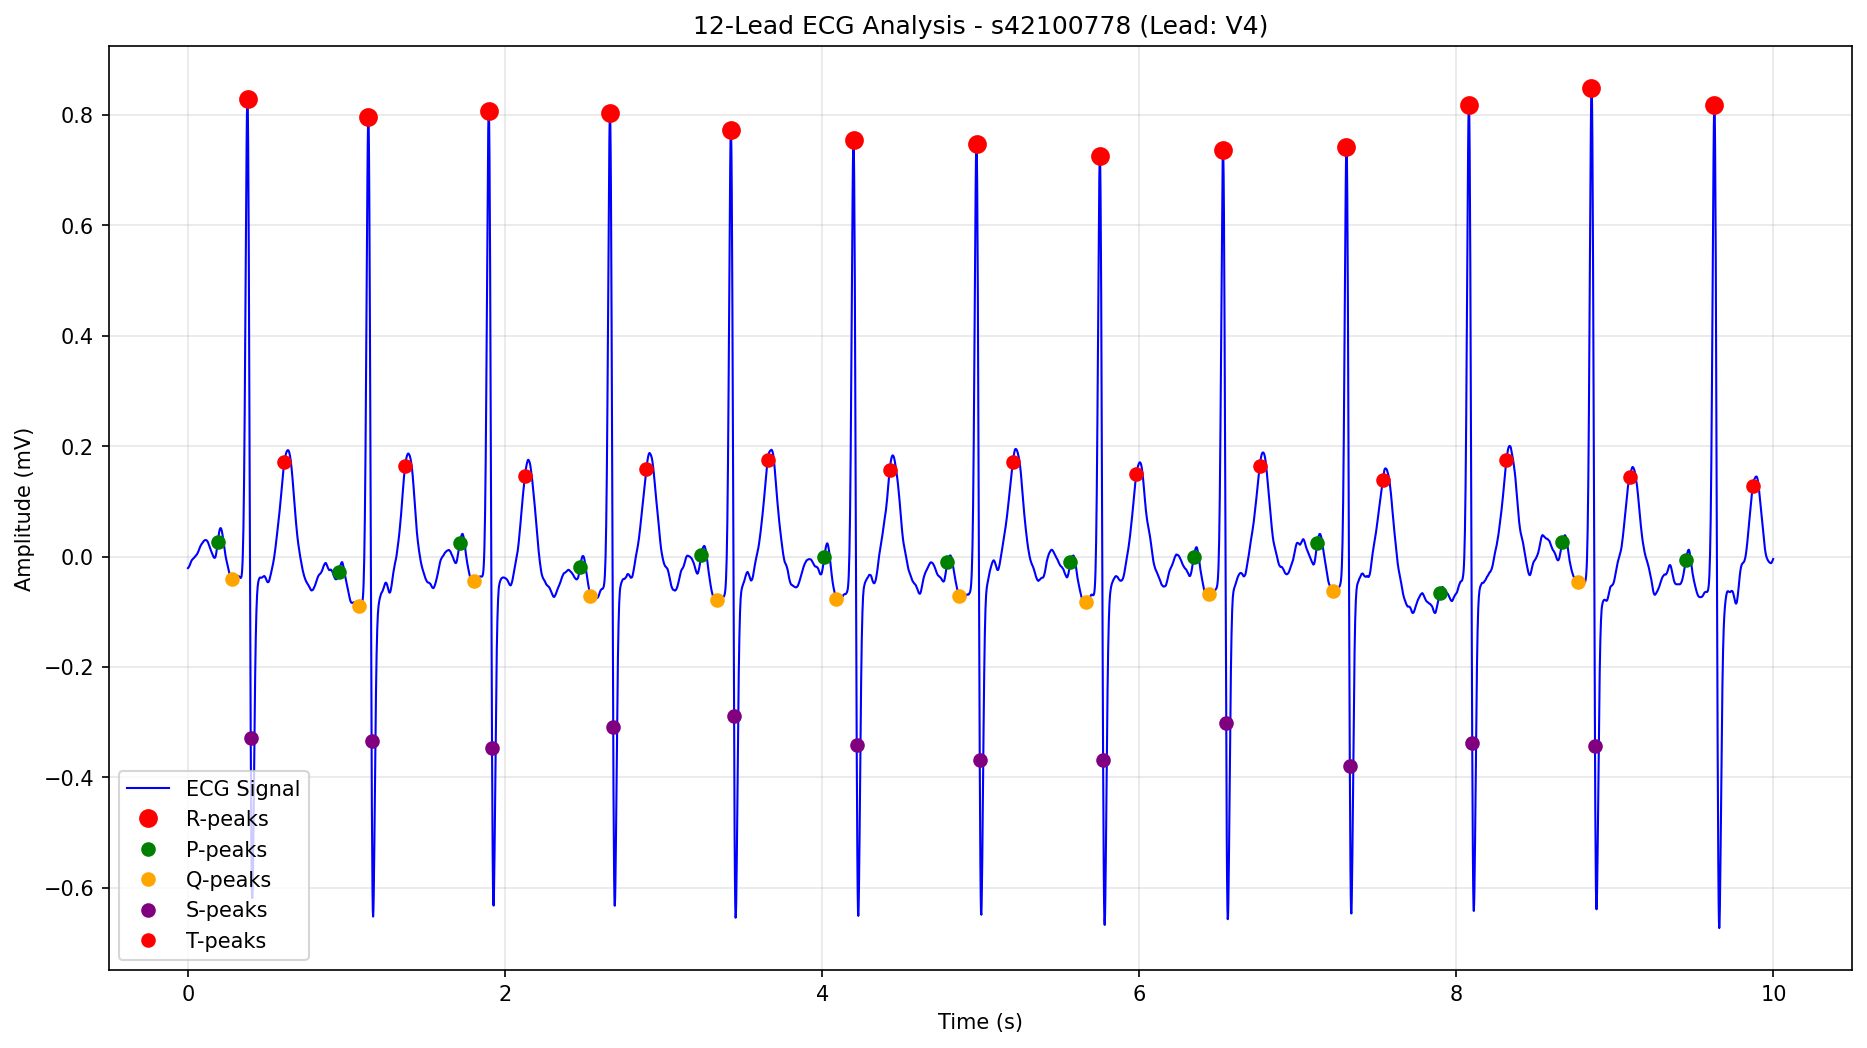 12-Lead ECG Analysis - s42100778 (Lead: V4)
Amplitude (mV)
0.8
0.6
0.4
0.2
0.0
−0.2
−0.4
−0.6
ECG Signal
R-peaks
P-peaks
Q-peaks
S-peaks
T-peaks
0 2 4 6 8 10
Time (s)